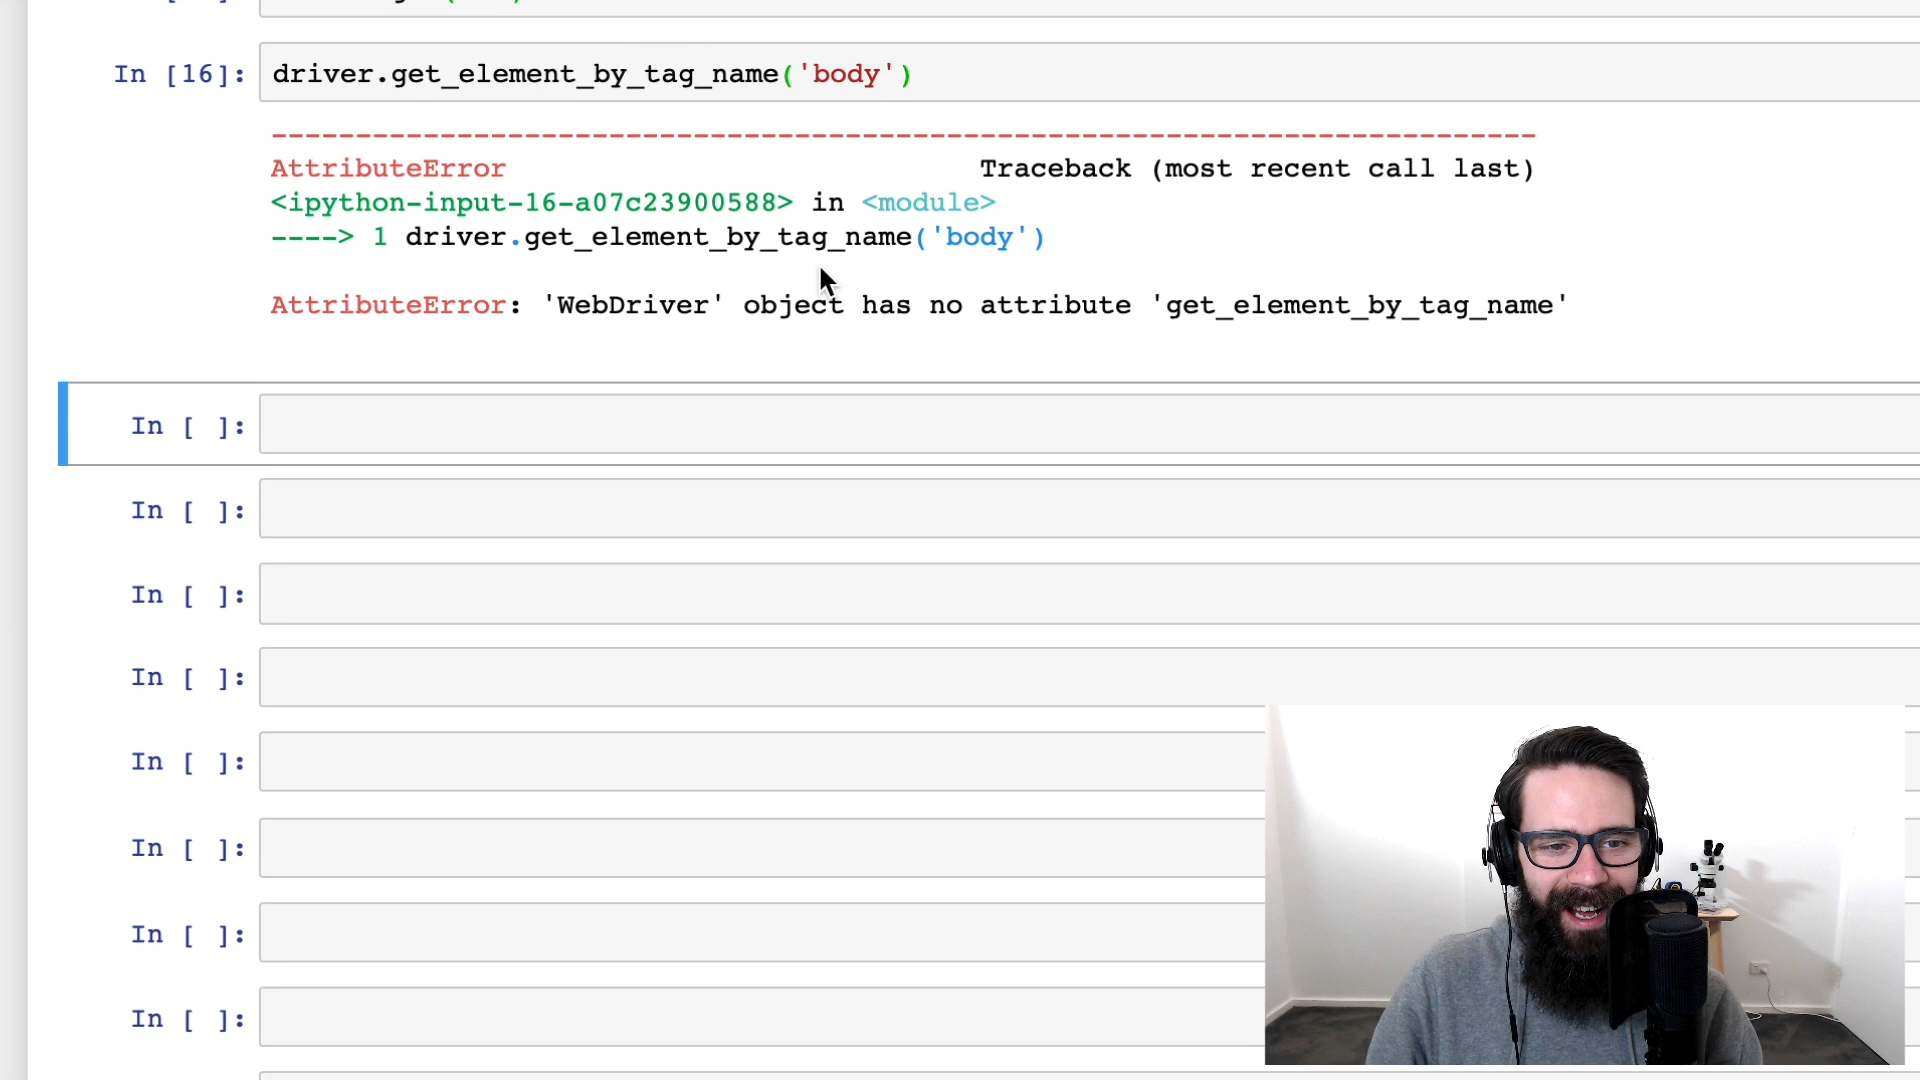 In [16]: driver.get_element_by_tag_name('body')
---------------------------------------------------------------------------
AttributeError                            Traceback (most recent call last)
<ipython-input-16-a07c23900588> in <module>
----> 1 driver.get_element_by_tag_name('body')
AttributeError: 'WebDriver' object has no attribute 'get_element_by_tag_name'
In [ ]:
In [ ]:
In [ ]:
In [ ]:
In [ ]:
In [ ]:
In [ ]:
In [ ]: